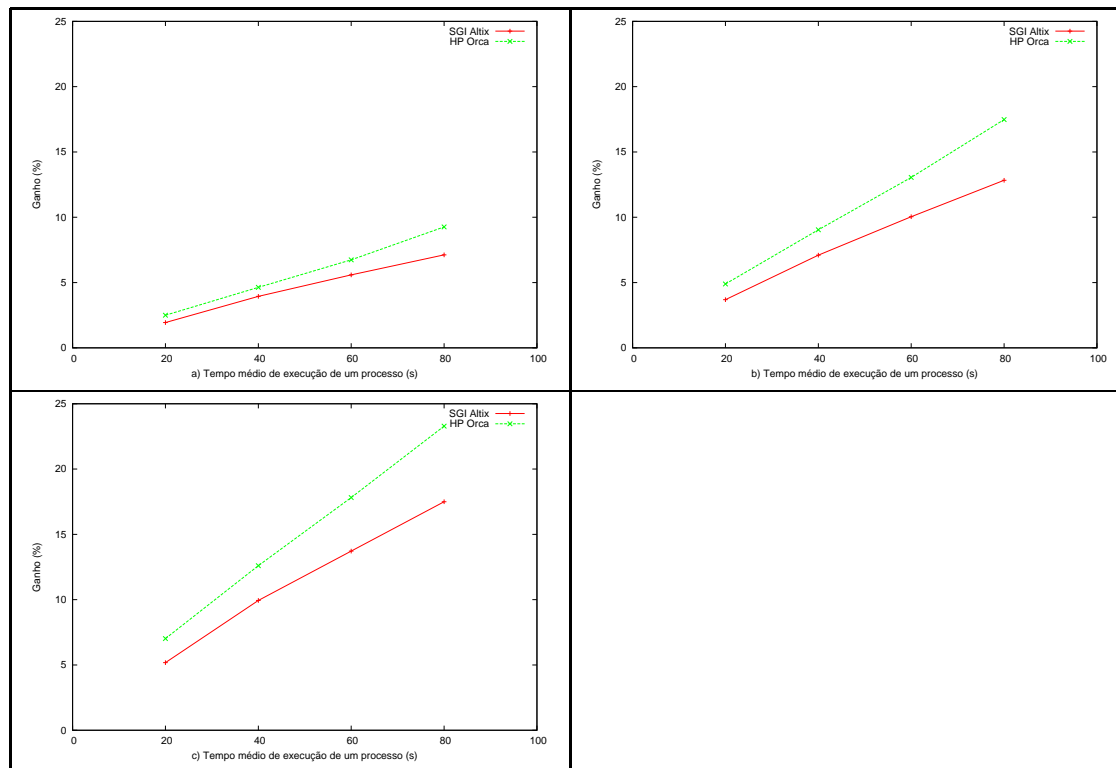 25
20
15
10
5
0
Ganho (%)
SGI Altix
HP Orca
0 20 40 60 80 100
a) Tempo médio de execução de um processo (s)
25
20
15
10
5
0
Ganho (%)
SGI Altix
HP Orca
0 20 40 60 80 100
b) Tempo médio de execução de um processo (s)
25
20
15
10
5
0
Ganho (%)
SGI Altix
HP Orca
0 20 40 60 80 100
c) Tempo médio de execução de um processo (s)